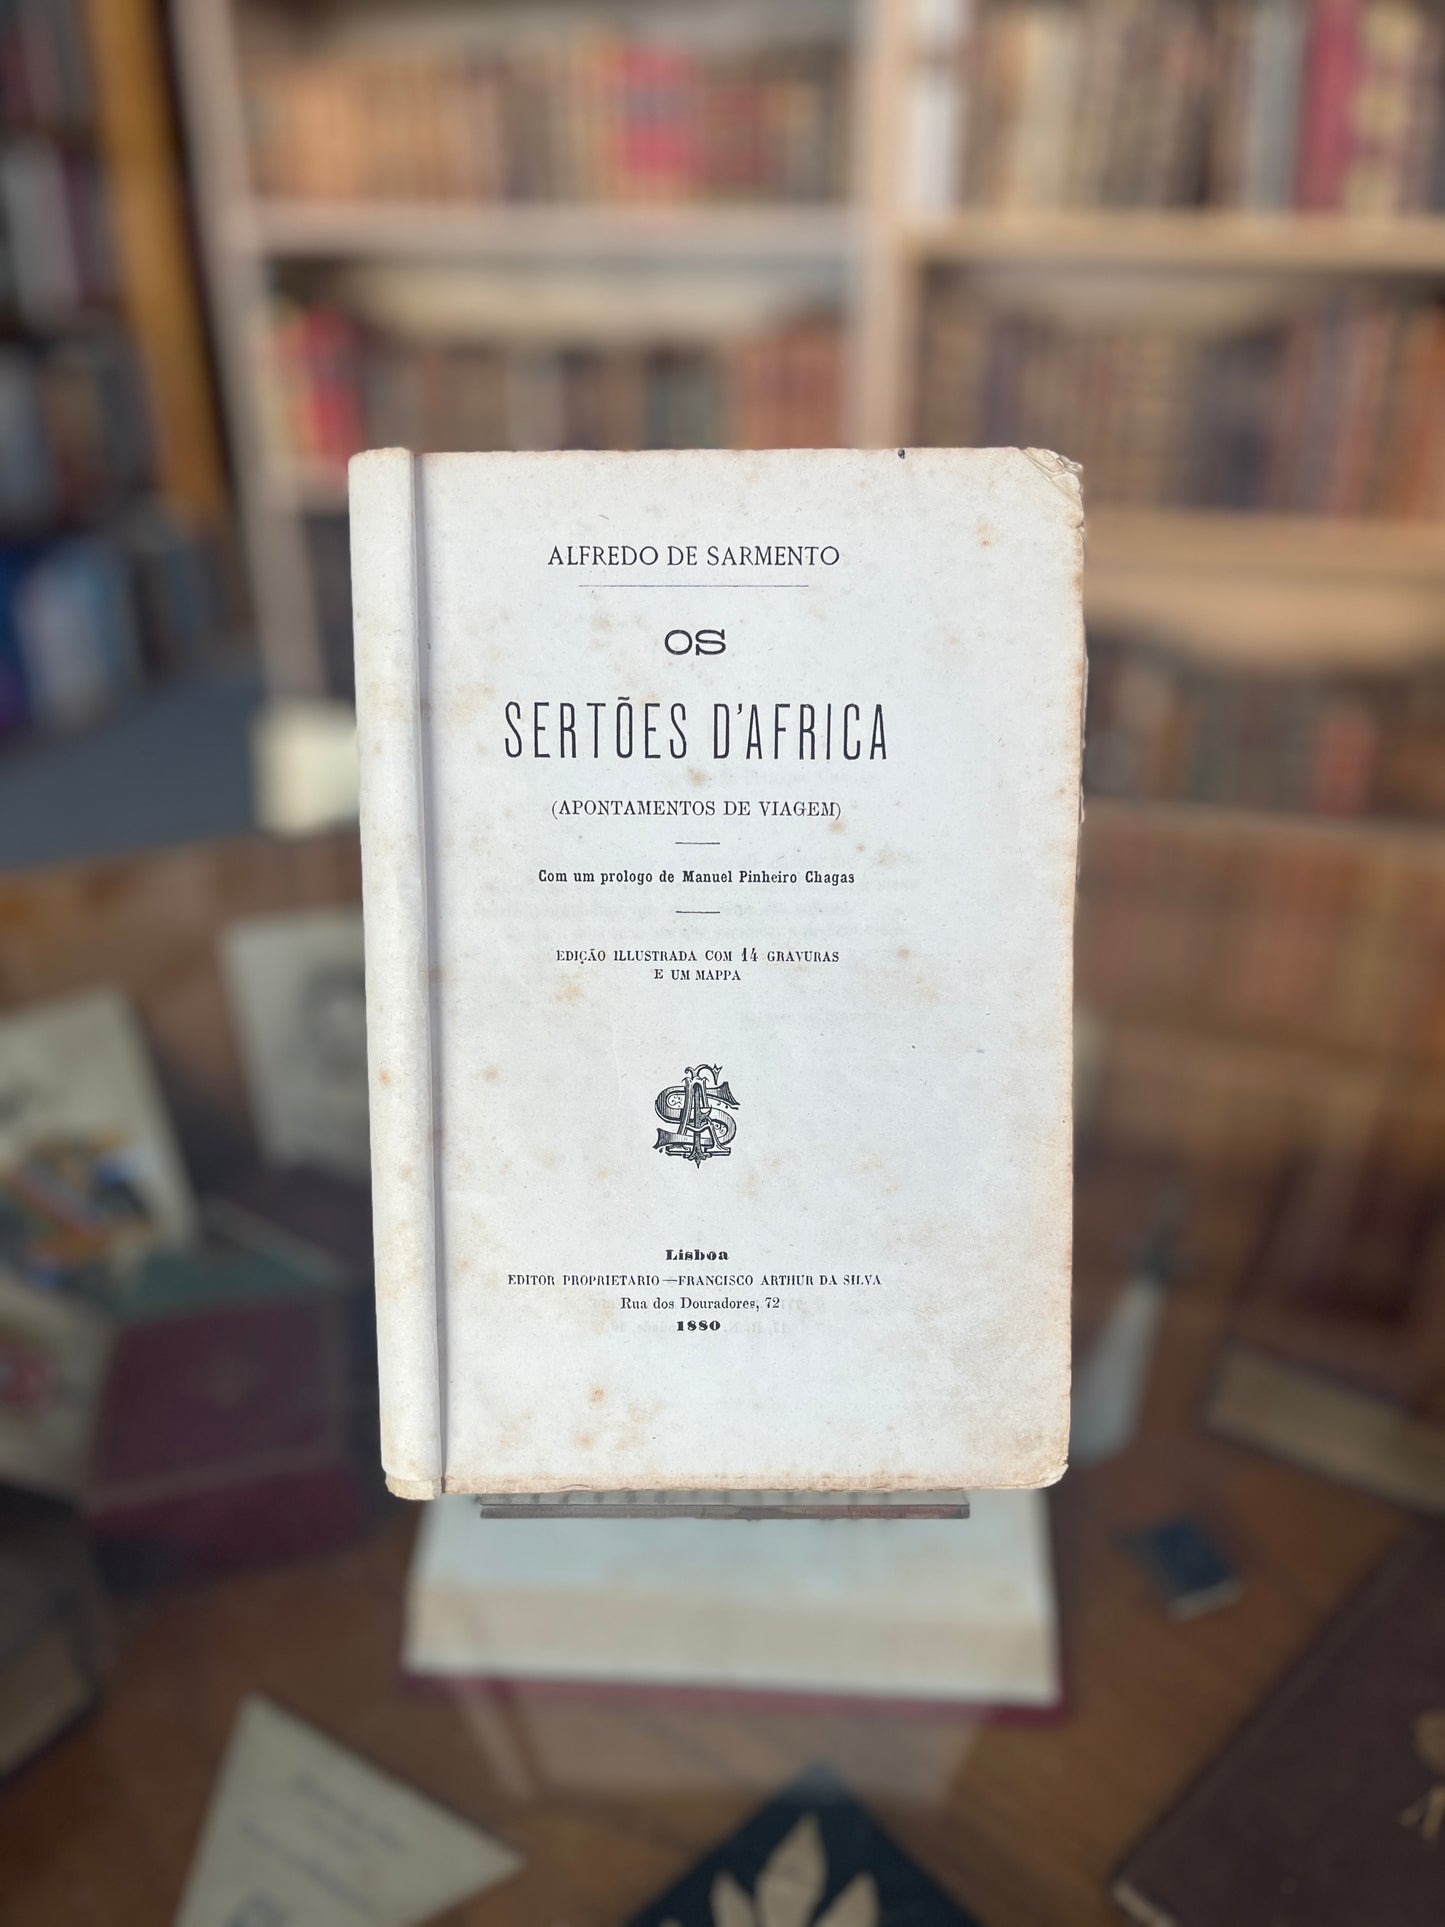 ALFREDO DE SARMENTO
OS
SERTÕES D'AFRICA
(APONTAMENTOS DE VIAGEM)
Com um prologo de Manuel Pinheiro Chagas
EDIÇÃO ILLUSTRADA COM 14 GRAVURAS
E UM MAPPA
Lisboa
EDITOR PROPRIETARIO—FRANCISCO ARTHUR DA SILVA
Rua dos Douradores, 72
1880